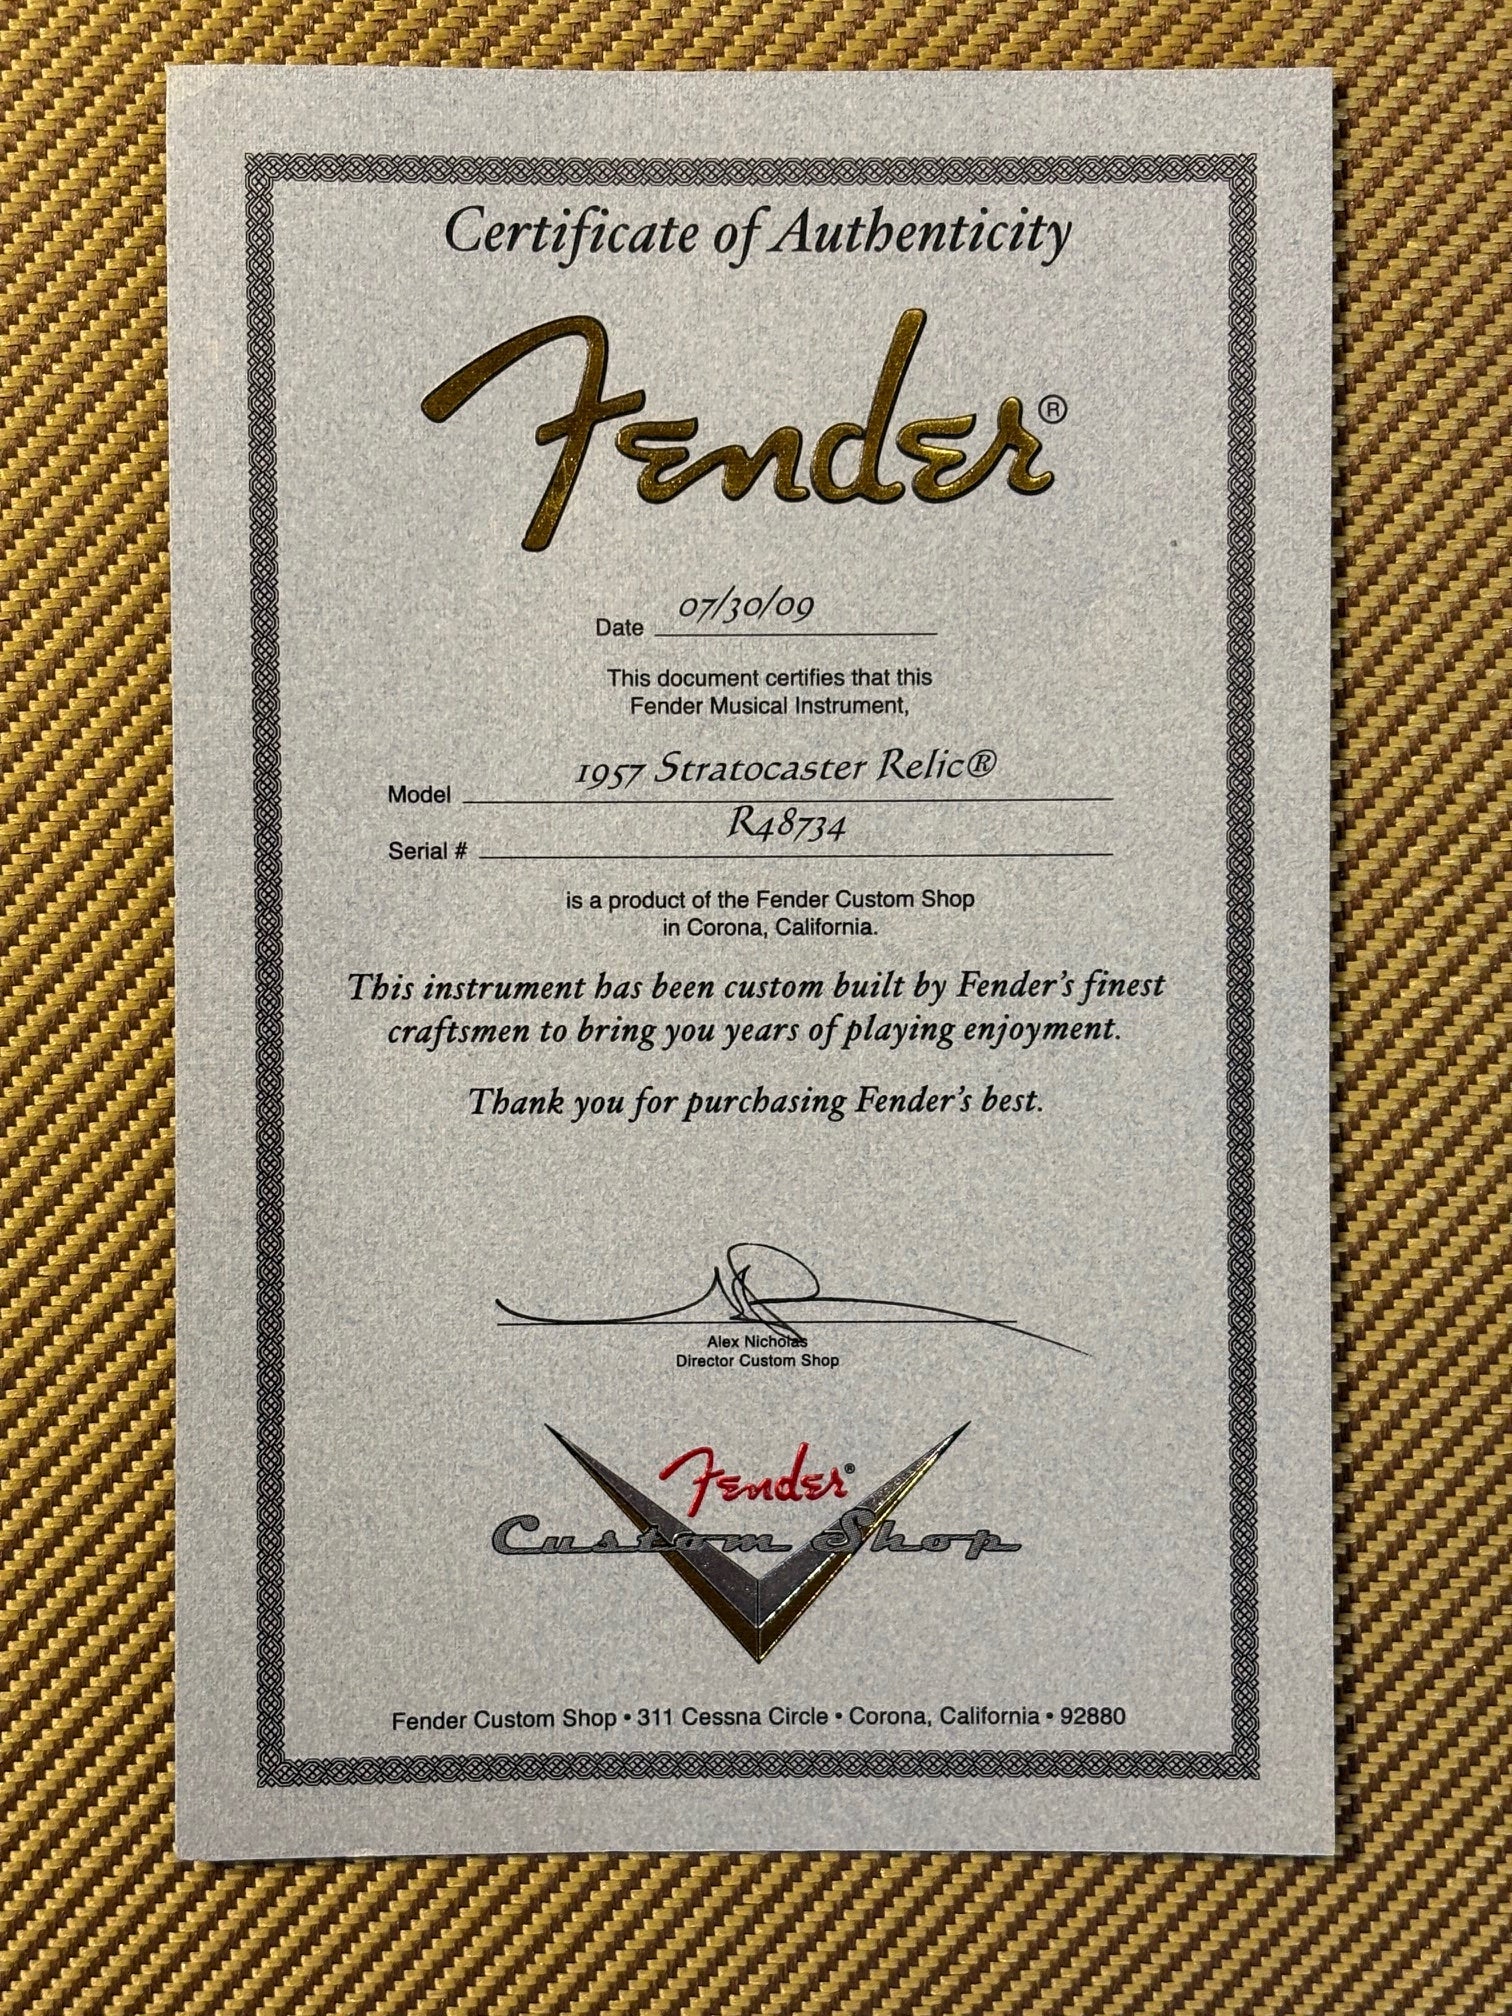 Certificate of Authenticity
Fender®
Date 07/30/09
This document certifies that this
Fender Musical Instrument,
Model 1957 Stratocaster Relic®
Serial # R48734
is a product of the Fender Custom Shop
in Corona, California.
This instrument has been custom built by Fender's finest
craftsmen to bring you years of playing enjoyment.
Thank you for purchasing Fender's best.
Alex Nicholas
Director Custom Shop
Fender®
Custom Shop
Fender Custom Shop • 311 Cessna Circle • Corona, California • 92880